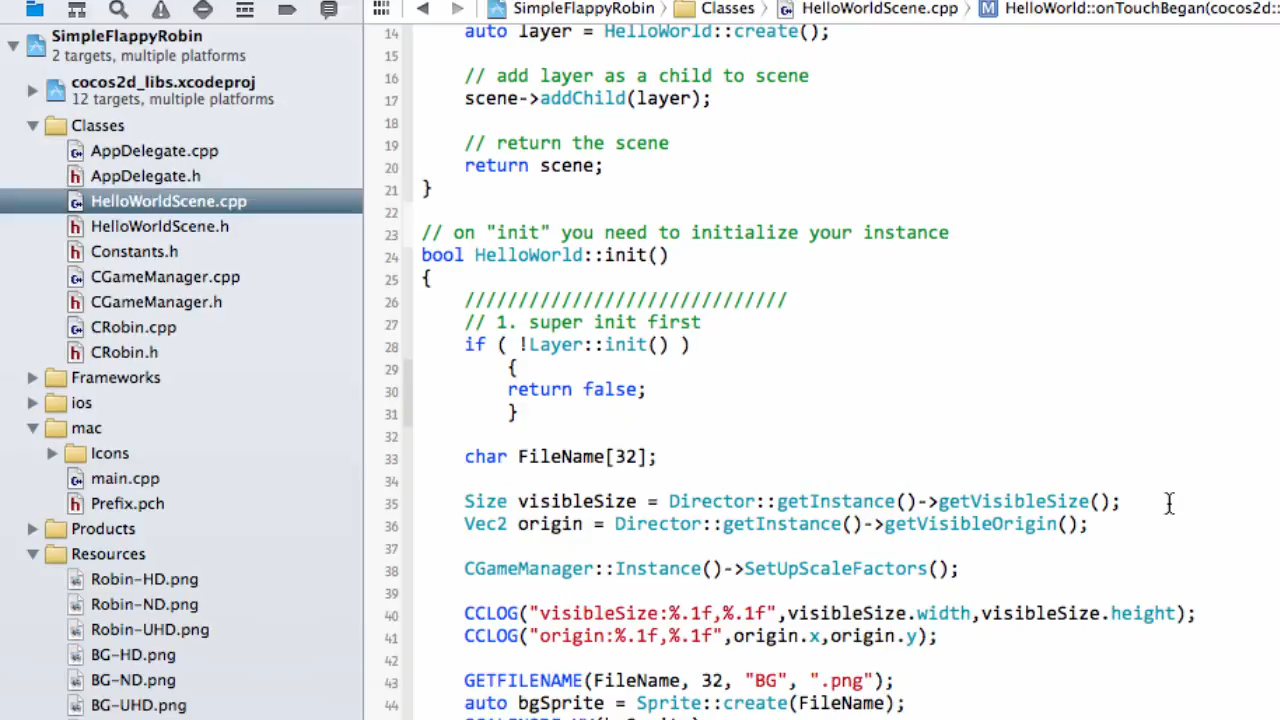 SimpleFlappyRobin
Classes
HelloWorldScene.cpp
HelloWorld::onTouchBegan(cocos2d::
SimpleFlappyRobin
2 targets, multiple platforms
cocos2d_libs.xcodeproj
12 targets, multiple platforms
Classes
AppDelegate.cpp
AppDelegate.h
HelloWorldScene.cpp
HelloWorldScene.h
Constants.h
CGameManager.cpp
CGameManager.h
CRobin.cpp
CRobin.h
Frameworks
ios
mac
Icons
main.cpp
Prefix.pch
Products
Resources
Robin-HD.png
Robin-ND.png
Robin-UHD.png
BG-HD.png
BG-ND.png
BG-UHD.png
14 auto layer = HelloWorld::create();
15
16 // add layer as a child to scene
17 scene->addChild(layer);
18
19 // return the scene
20 return scene;
21 }
22
23 // on "init" you need to initialize your instance
24 bool HelloWorld::init()
25 {
26 //////////////////////////////
27 // 1. super init first
28 if ( !Layer::init() )
29 {
30 return false;
31 }
32
33 char FileName[32];
34
35 Size visibleSize = Director::getInstance()->getVisibleSize();
36 Vec2 origin = Director::getInstance()->getVisibleOrigin();
37
38 CGameManager::Instance()->SetUpScaleFactors();
39
40 CCLOG("visibleSize:%.1f,%.1f",visibleSize.width,visibleSize.height);
41 CCLOG("origin:%.1f,%.1f",origin.x,origin.y);
42
43 GETFILENAME(FileName, 32, "BG", ".png");
44 auto bgSprite = Sprite::create(FileName);